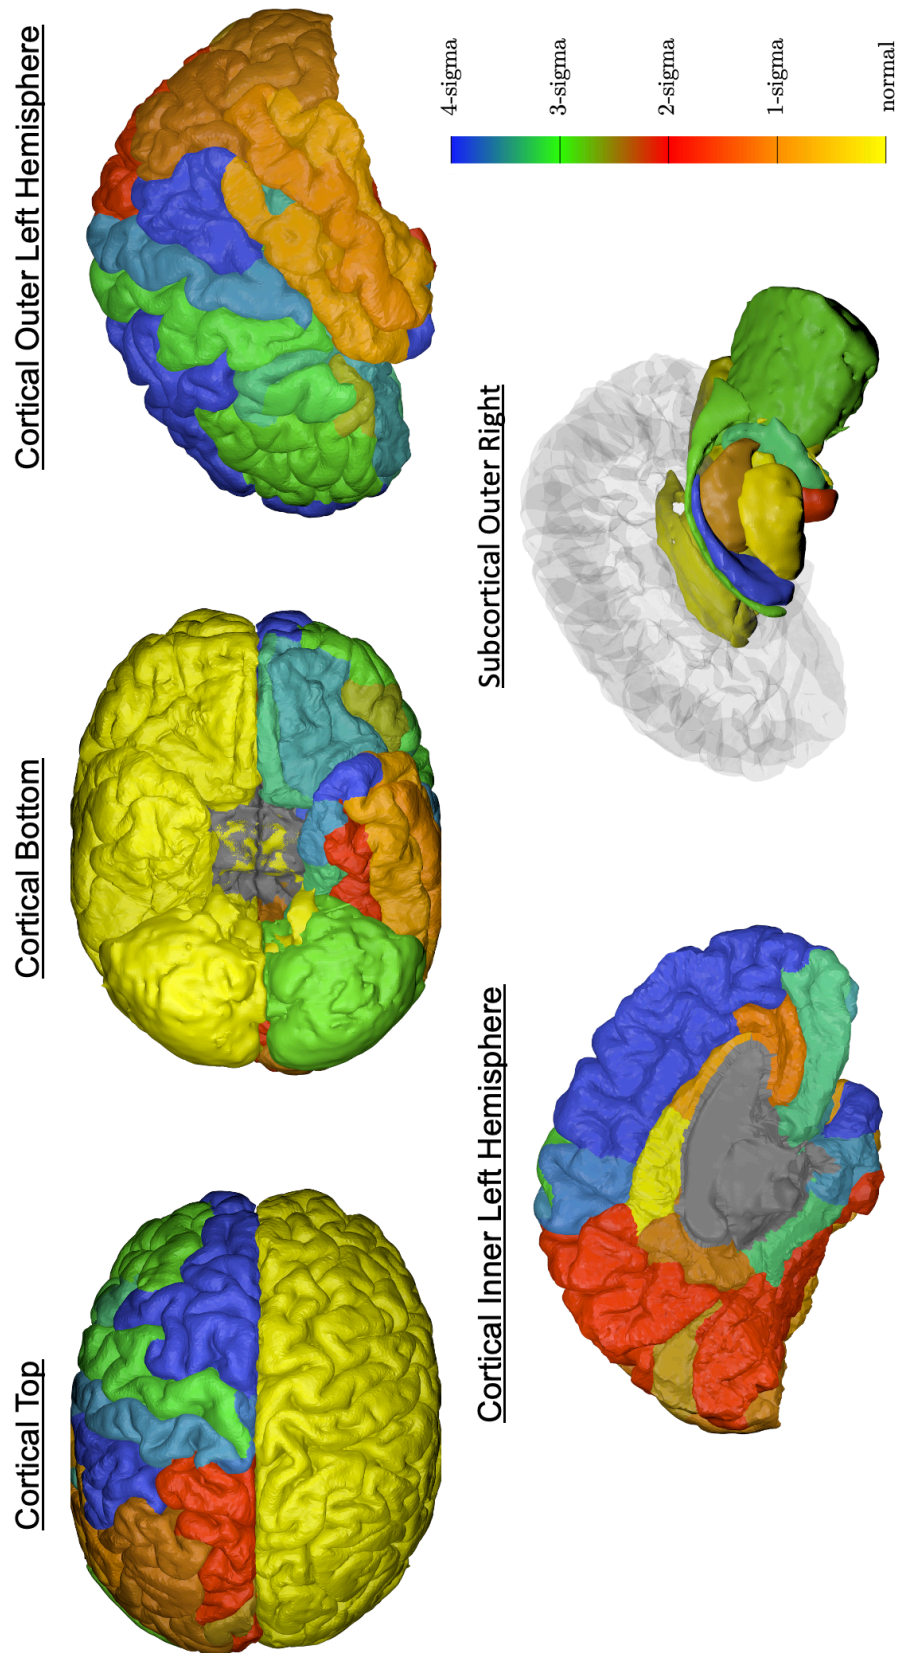 Cortical Top
Cortical Bottom
Cortical Outer Left Hemisphere
Cortical Inner Left Hemisphere
Subcortical Outer Right
4-sigma
3-sigma
2-sigma
1-sigma
normal